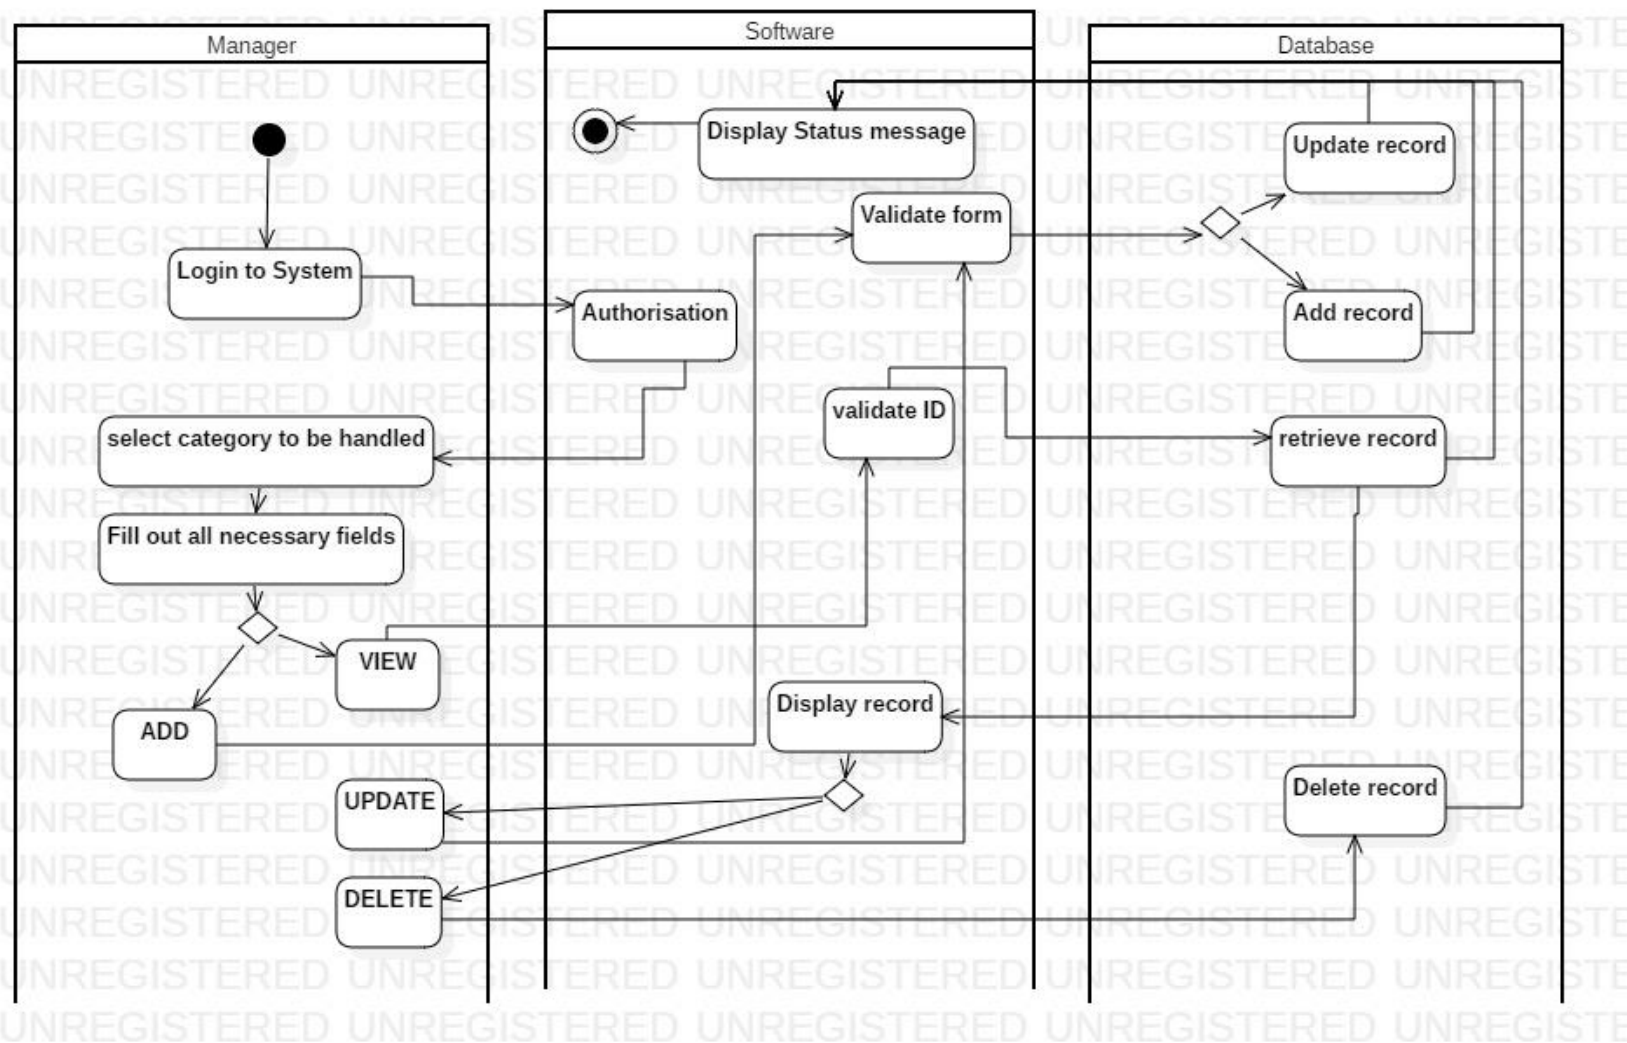 Manager
Software
Database
Display Status message
Update record
Validate form
Login to System
Authorisation
Add record
validate ID
select category to be handled
retrieve record
Fill out all necessary fields
VIEW
Display record
ADD
UPDATE
Delete record
DELETE
UNREGISTERED